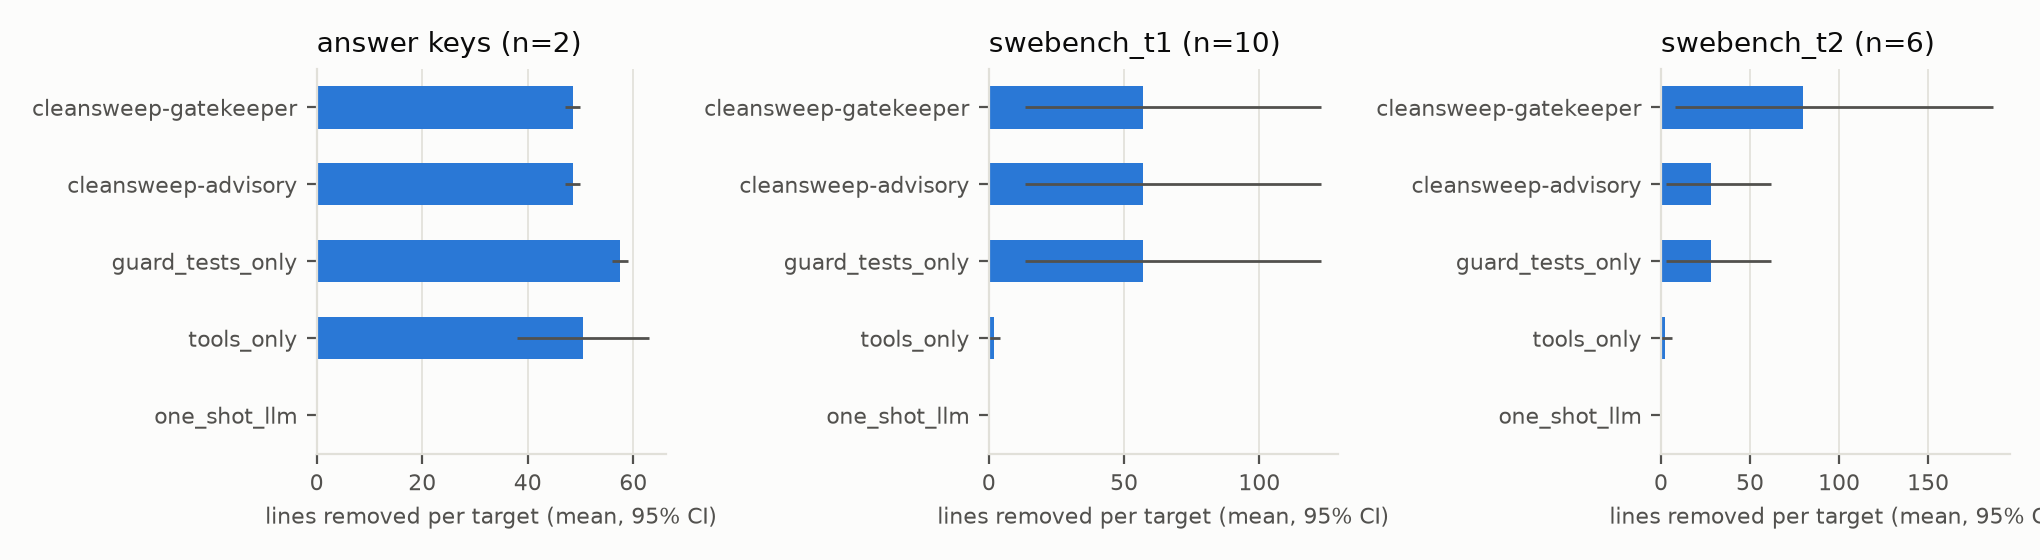 answer keys (n=2)
cleansweep-gatekeeper
cleansweep-advisory
guard_tests_only
tools_only
one_shot_llm
0 20 40 60
lines removed per target (mean, 95% CI)
swebench_t1 (n=10)
cleansweep-gatekeeper
cleansweep-advisory
guard_tests_only
tools_only
one_shot_llm
0 50 100
lines removed per target (mean, 95% CI)
swebench_t2 (n=6)
cleansweep-gatekeeper
cleansweep-advisory
guard_tests_only
tools_only
one_shot_llm
0 50 100 150
lines removed per target (mean, 95%